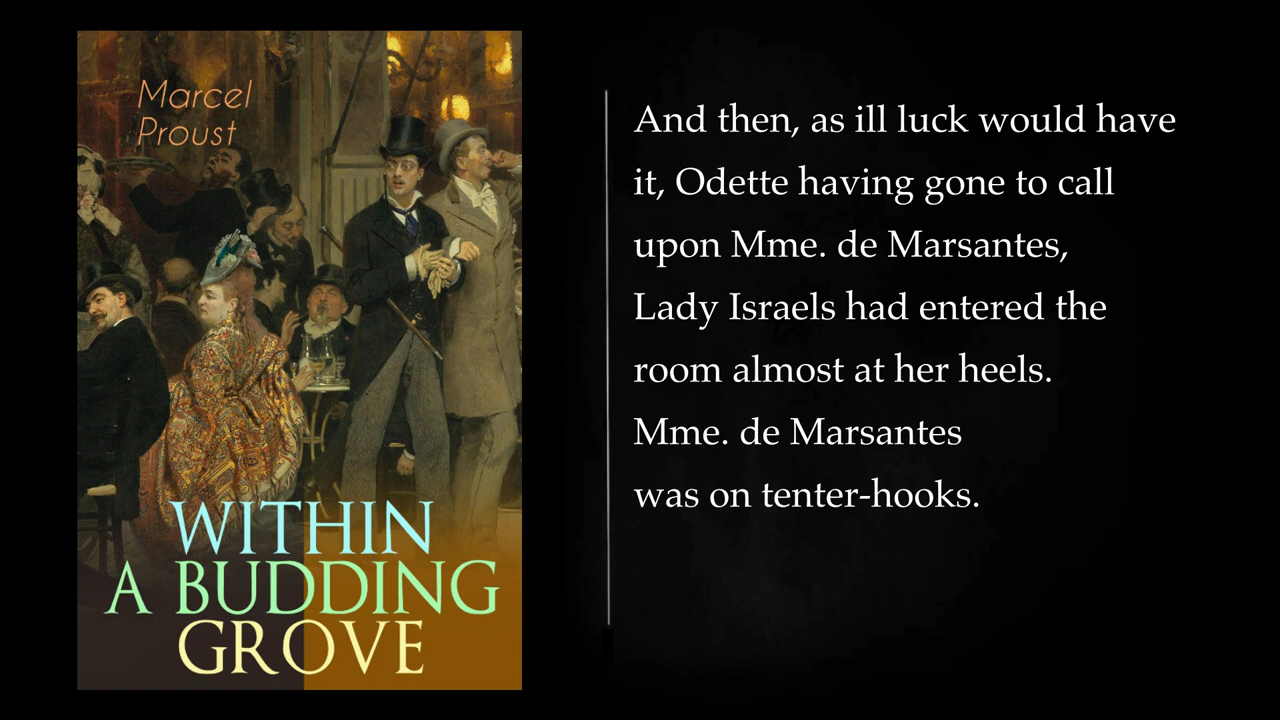 Marcel
Proust
WITHIN
A BUDDING
GROVE
And then, as ill luck would have
it, Odette having gone to call
upon Mme. de Marsantes,
Lady Israels had entered the
room almost at her heels.
Mme. de Marsantes
was on tenter-hooks.